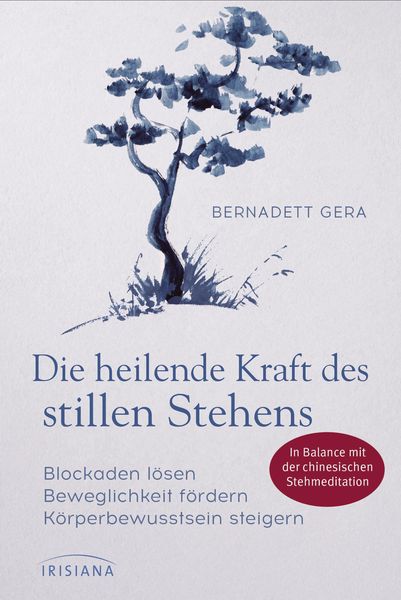 BERNADETT GERA
Die heilende Kraft des
stillen Stehens
In Balance mit
der chinesischen
Stehmeditation
Blockaden lösen
Beweglichkeit fördern
Körperbewusstsein steigern
IRISIANA